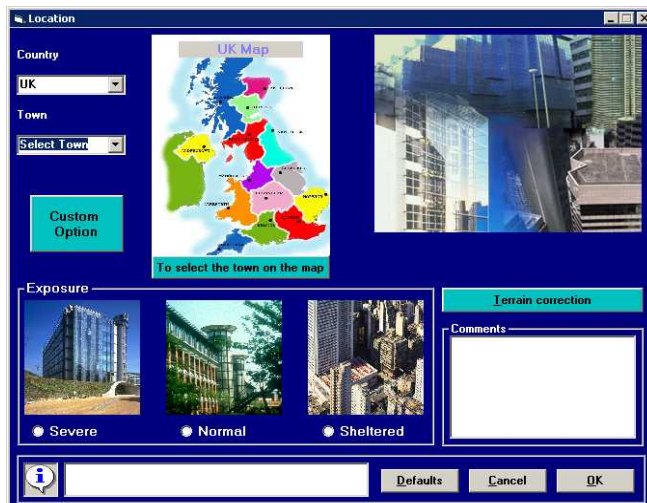 Location
Country
UK
Town
Select Town
Custom
Option
UK Map
To select the town on the map
Exposure
Severe
Normal
Sheltered
Terrain correction
Comments
Defaults
Cancel
OK